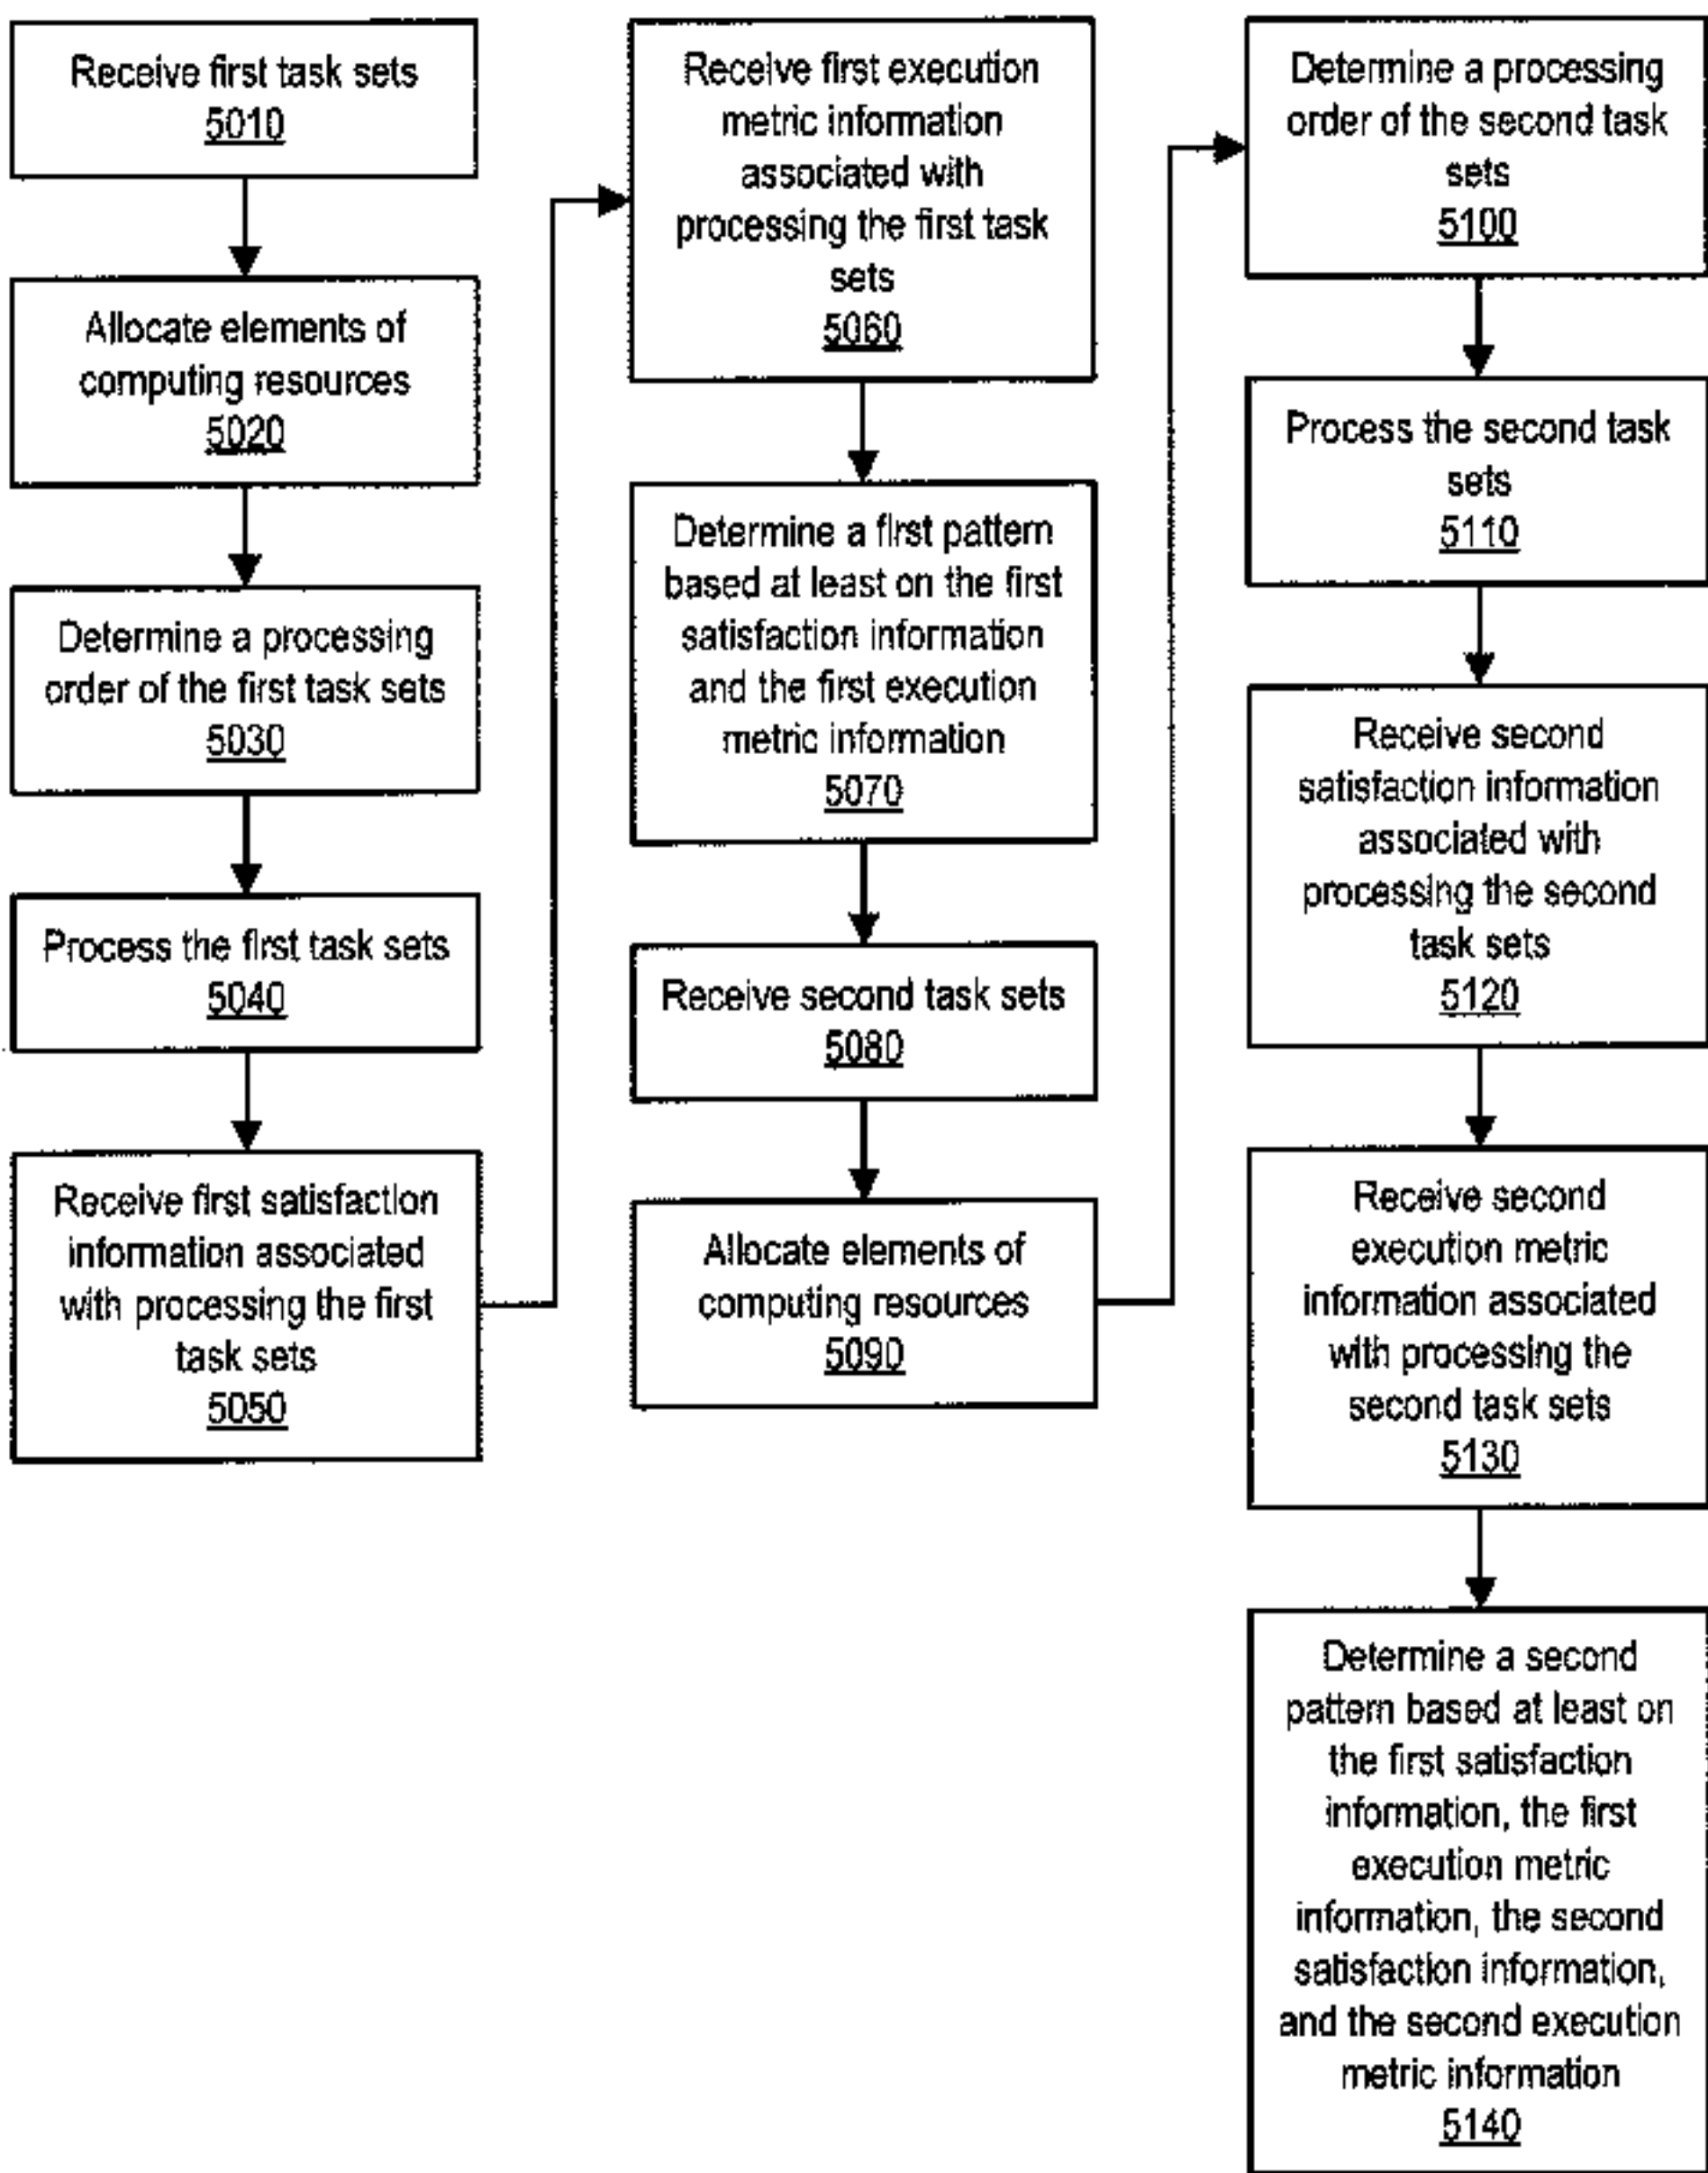 Receive first task sets
5010
Allocate elements of
computing resources
5020
Determine a processing
order of the first task sets
5030
Process the first task sets
5040
Receive first satisfaction
information associated
with processing the first
task sets
5050
Receive first execution
metric information
associated with
processing the first task
sets
5060
Determine a first pattern
based at least on the first
satisfaction information
and the first execution
metric information
5070
Receive second task sets
5080
Allocate elements of
computing resources
5090
Determine a processing
order of the second task
sets
5100
Process the second task
sets
5110
Receive second
satisfaction information
associated with
processing the second
task sets
5120
Receive second
execution metric
information associated
with processing the
second task sets
5130
Determine a second
pattern based at least on
the first satisfaction
information, the first
execution metric
information, the second
satisfaction information,
and the second execution
metric information
5140